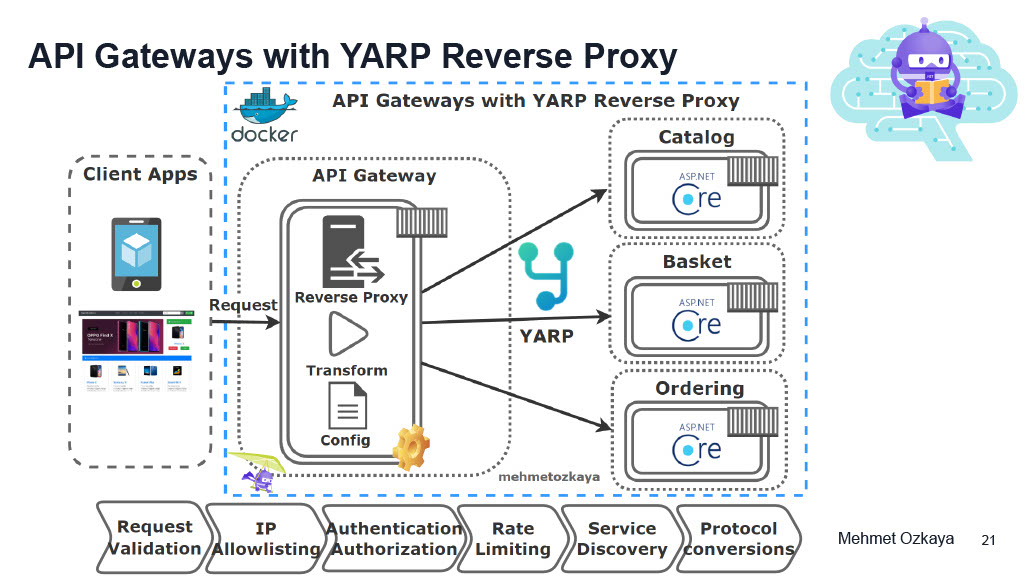 API Gateways with YARP Reverse Proxy
docker
API Gateways with YARP Reverse Proxy
Client Apps
Request
API Gateway
Reverse Proxy
Transform
Config
YARP
Catalog
ASP.NET
Core
Basket
ASP.NET
Core
Ordering
ASP.NET
Core
mehmetozkaya
Request
Validation
IP
Allowlisting
Authentication
Authorization
Rate
Limiting
Service
Discovery
Protocol
conversions
Mehmet Ozkaya
21